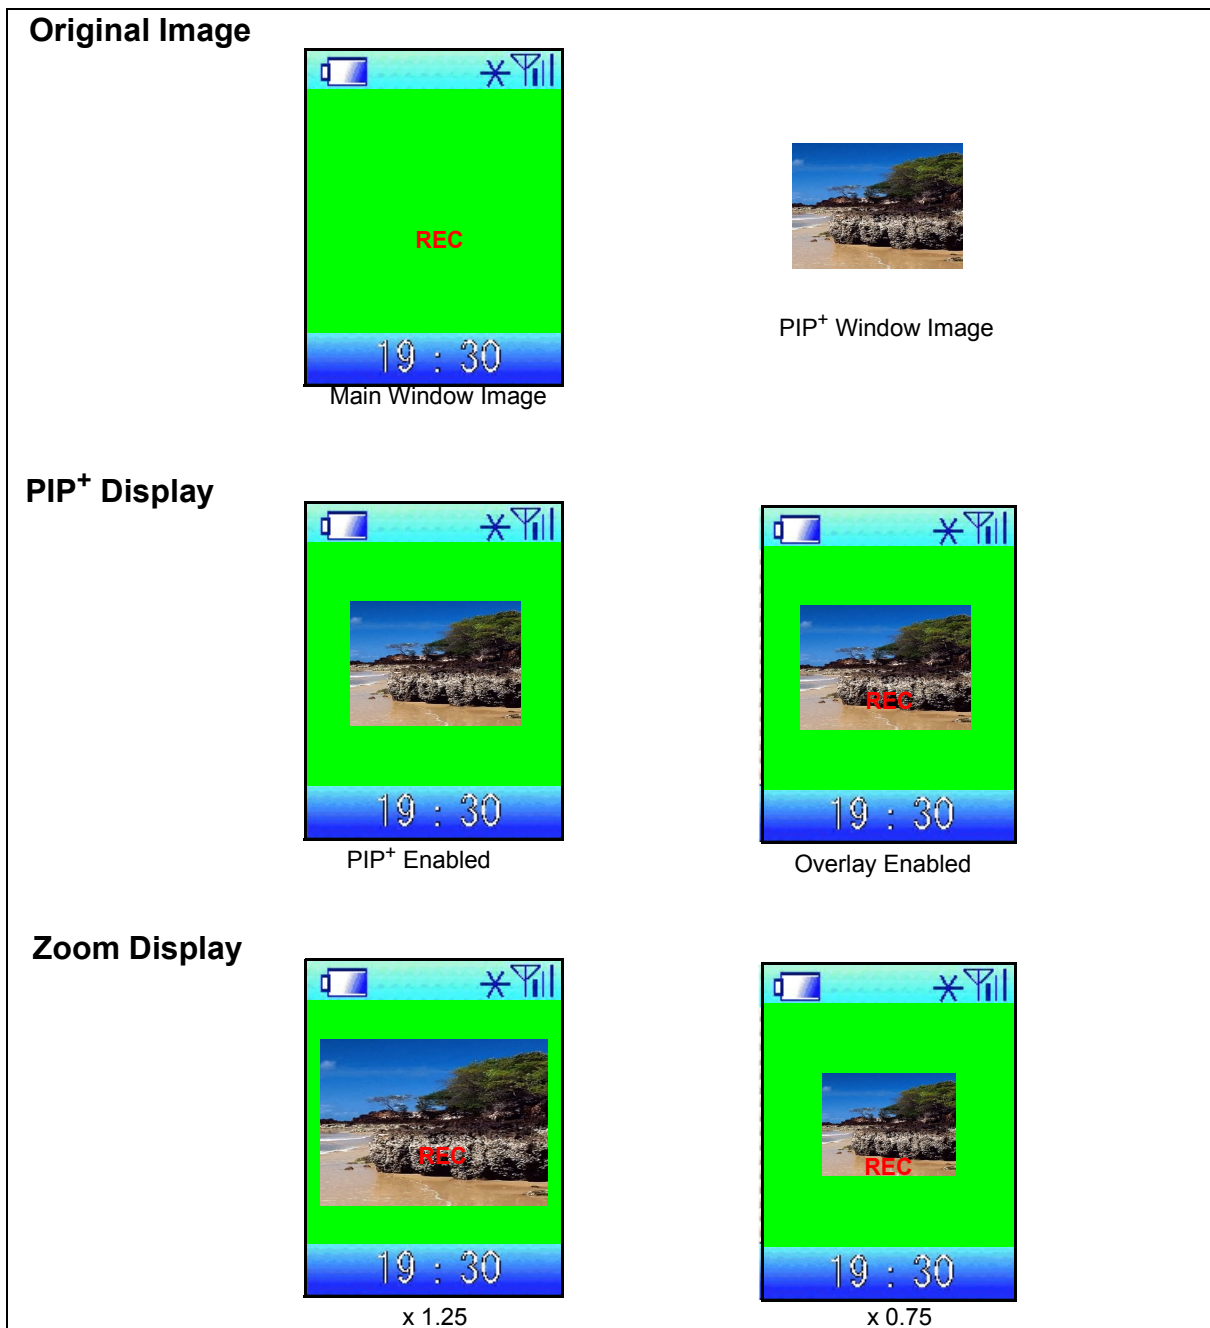 Original Image
REC
19 : 30
Main Window Image
PIP+ Window Image
PIP+ Display
19 : 30
PIP+ Enabled
REC
19 : 30
Overlay Enabled
Zoom Display
REC
19 : 30
x 1.25
REC
19 : 30
x 0.75